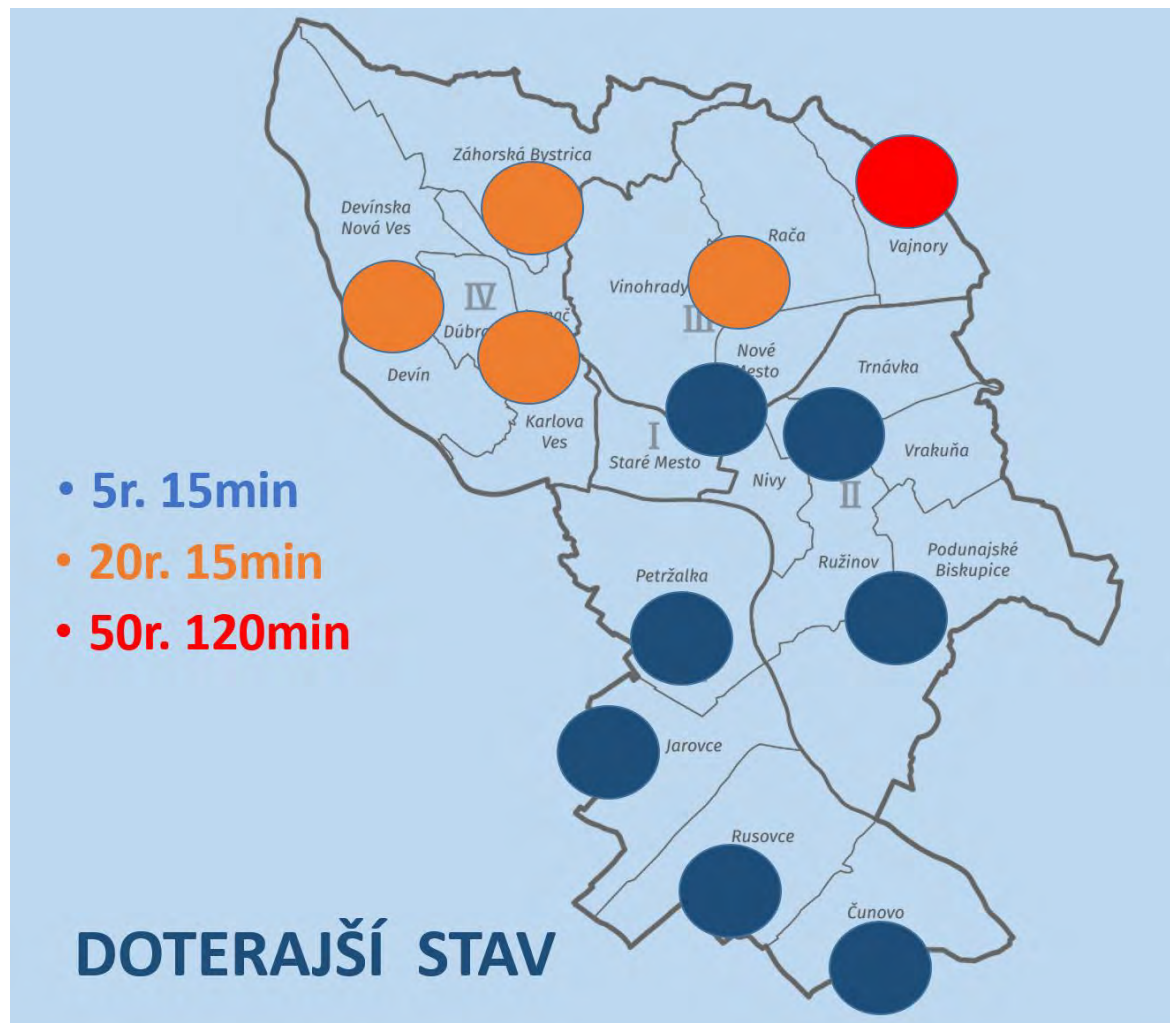 Záhorská Bystrica
Devínska
Nová Ves
Rača
Vajnory
Vinohrady
IV
III
Devín
Nové
Trnávka
Karlova
Ves
I
Staré Mesto
Vrakuňa
Nivy
II
• 5r. 15min
• 20r. 15min
• 50r. 120min
Ružinov
Podunajské
Biskupice
Petržalka
Jarovce
Rusovce
Čunovo
DOTERAJŠÍ STAV